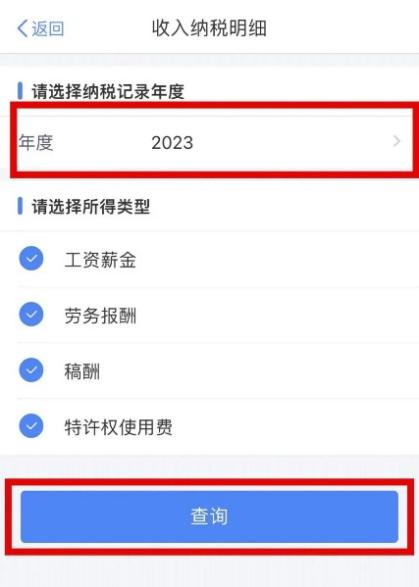 返回 收入纳税明细
请选择纳税记录年度
年度 2023
请选择所得类型
工资薪金
劳务报酬
稿酬
特许权使用费
查询